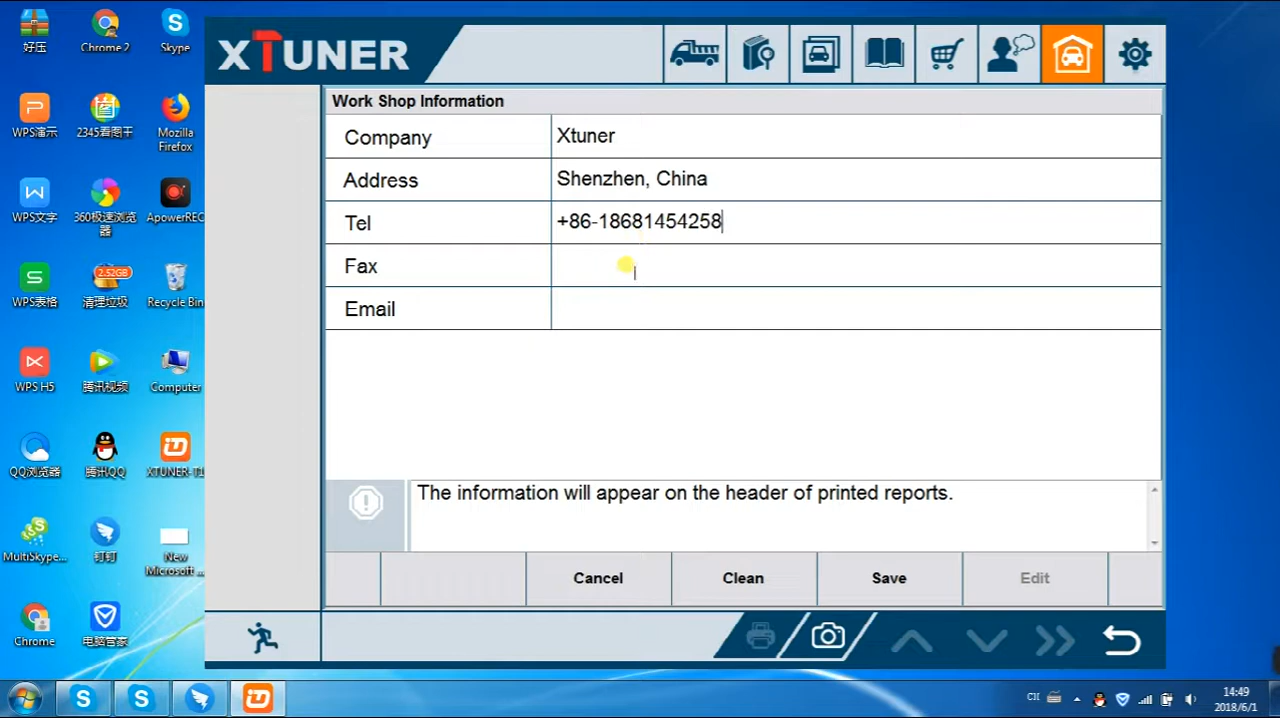 好压
Chrome 2
Skype
WPS演示
2345看图王
Mozilla
Firefox
WPS文字
360极速浏览
器
ApowerREC
WPS表格
2.52GB
清理垃圾
Recycle Bin
WPS H5
腾讯视频
Computer
QQ浏览器
腾讯QQ
XTUNER-T1
MultiSkype...
钉钉
New
Microsoft ...
Chrome
电脑管家
XTUNER
Work Shop Information
Company
Xtuner
Address
Shenzhen, China
Tel
+86-18681454258
Fax
Email
The information will appear on the header of printed reports.
Cancel
Clean
Save
Edit
CH
14:49
2018/6/1